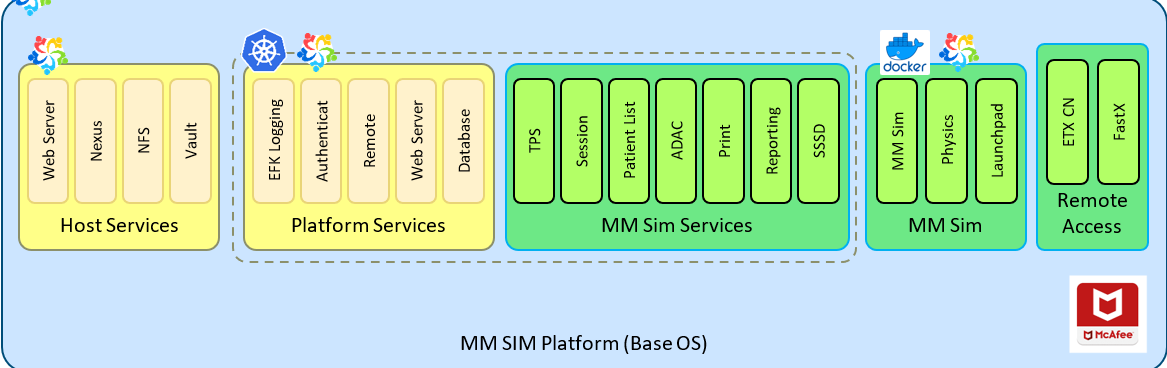 docker
Web Server
Nexus
NFS
Vault
Host Services
EFK Logging
Authenticat
Remote
Web Server
Database
Platform Services
TPS
Session
Patient List
ADAC
Print
Reporting
SSSD
MM Sim Services
MM Sim
Physics
Launchpad
MM Sim
ETX CN
FastX
Remote
Access
McAfee
MM SIM Platform (Base OS)